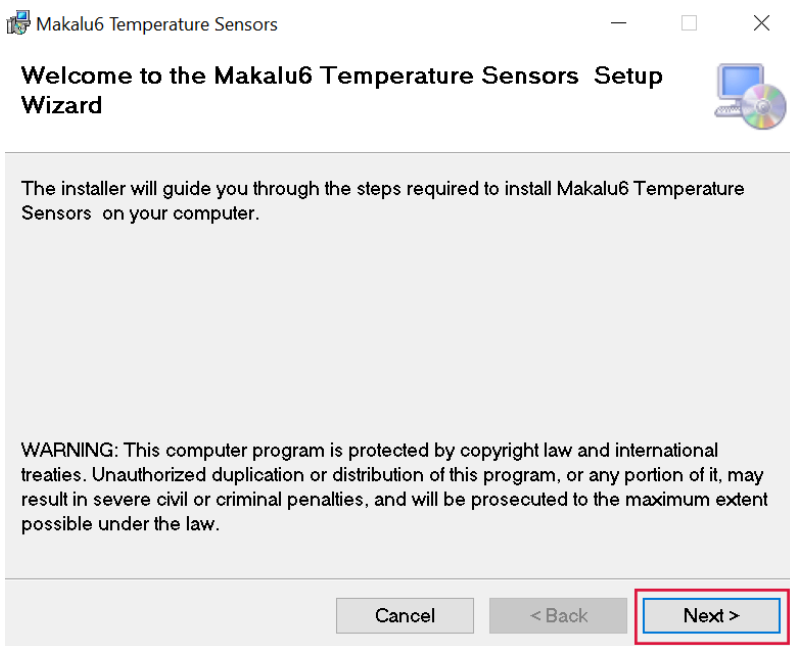 Makalu6 Temperature Sensors
Welcome to the Makalu6 Temperature Sensors  Setup
Wizard
The installer will guide you through the steps required to install Makalu6 Temperature
Sensors  on your computer.
WARNING: This computer program is protected by copyright law and international
treaties. Unauthorized duplication or distribution of this program, or any portion of it, may
result in severe civil or criminal penalties, and will be prosecuted to the maximum extent
possible under the law.
Cancel
< Back
Next >